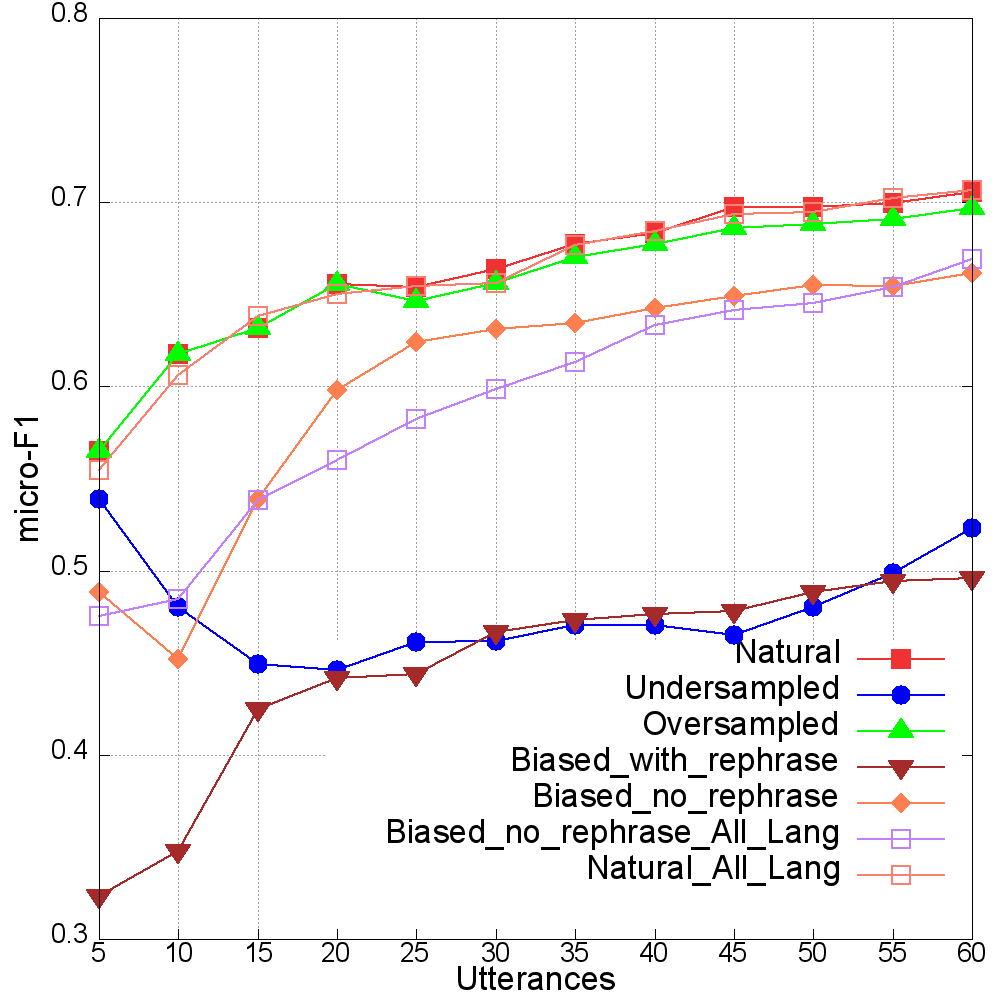 0.8
0.7
0.6
0.5
0.4
0.3
micro-F1
Natural
Undersampled
Oversampled
Biased_with_rephrase
Biased_no_rephrase
Biased_no_rephrase_All_Lang
Natural_All_Lang
5 10 15 20 25 30 35 40 45 50 55 60
Utterances